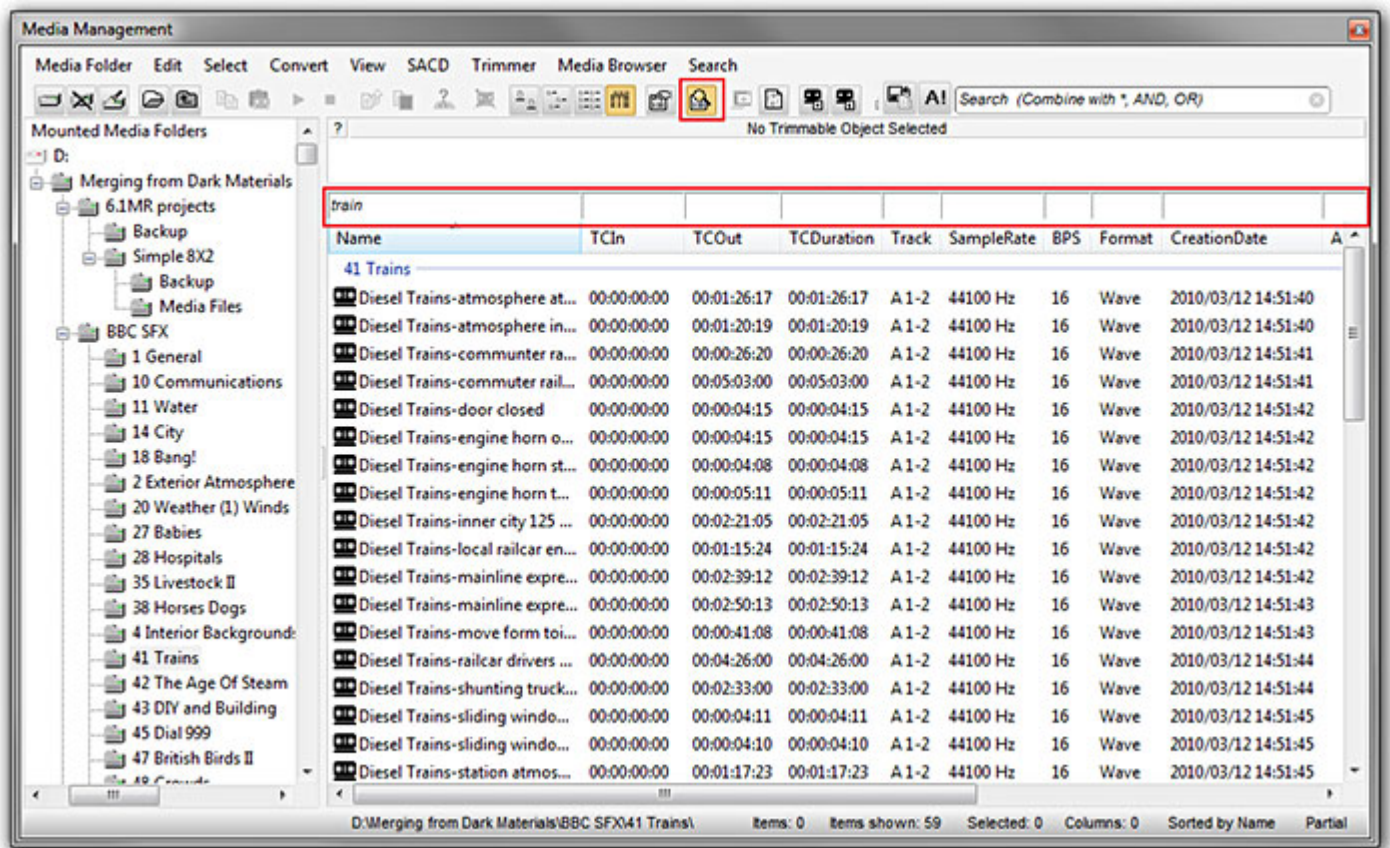 Media Management
Media Folder Edit Select Convert View SACD Trimmer Media Browser Search
A! Search (Combine with *, AND, OR)
Mounted Media Folders
D:
Merging from Dark Materials
6.1MR projects
Backup
Simple 8X2
Backup
Media Files
BBC SFX
1 General
10 Communications
11 Water
14 City
18 Bang!
2 Exterior Atmosphere
20 Weather (1) Winds
27 Babies
28 Hospitals
35 Livestock II
38 Horses Dogs
4 Interior Backgrounds
41 Trains
42 The Age Of Steam
43 DIY and Building
45 Dial 999
47 British Birds II
48 Crowds
? No Trimmable Object Selected
train
Name TCIn TCOut TCDuration Track SampleRate BPS Format CreationDate A
41 Trains
Diesel Trains-atmosphere at... 00:00:00:00 00:01:26:17 00:01:26:17 A 1-2 44100 Hz 16 Wave 2010/03/12 14:51:40
Diesel Trains-atmosphere in... 00:00:00:00 00:01:20:19 00:01:20:19 A 1-2 44100 Hz 16 Wave 2010/03/12 14:51:40
Diesel Trains-communter ra... 00:00:00:00 00:00:26:20 00:00:26:20 A 1-2 44100 Hz 16 Wave 2010/03/12 14:51:41
Diesel Trains-commuter rail... 00:00:00:00 00:05:03:00 00:05:03:00 A 1-2 44100 Hz 16 Wave 2010/03/12 14:51:41
Diesel Trains-door closed 00:00:00:00 00:00:04:15 00:00:04:15 A 1-2 44100 Hz 16 Wave 2010/03/12 14:51:42
Diesel Trains-engine horn o... 00:00:00:00 00:00:04:15 00:00:04:15 A 1-2 44100 Hz 16 Wave 2010/03/12 14:51:42
Diesel Trains-engine horn st... 00:00:00:00 00:00:04:08 00:00:04:08 A 1-2 44100 Hz 16 Wave 2010/03/12 14:51:42
Diesel Trains-engine horn t... 00:00:00:00 00:00:05:11 00:00:05:11 A 1-2 44100 Hz 16 Wave 2010/03/12 14:51:42
Diesel Trains-inner city 125 ... 00:00:00:00 00:02:21:05 00:02:21:05 A 1-2 44100 Hz 16 Wave 2010/03/12 14:51:42
Diesel Trains-local railcar en... 00:00:00:00 00:01:15:24 00:01:15:24 A 1-2 44100 Hz 16 Wave 2010/03/12 14:51:42
Diesel Trains-mainline expre... 00:00:00:00 00:02:39:12 00:02:39:12 A 1-2 44100 Hz 16 Wave 2010/03/12 14:51:42
Diesel Trains-mainline expre... 00:00:00:00 00:02:50:13 00:02:50:13 A 1-2 44100 Hz 16 Wave 2010/03/12 14:51:43
Diesel Trains-move form toi... 00:00:00:00 00:00:41:08 00:00:41:08 A 1-2 44100 Hz 16 Wave 2010/03/12 14:51:43
Diesel Trains-railcar drivers ... 00:00:00:00 00:04:26:00 00:04:26:00 A 1-2 44100 Hz 16 Wave 2010/03/12 14:51:44
Diesel Trains-shunting truck... 00:00:00:00 00:02:33:00 00:02:33:00 A 1-2 44100 Hz 16 Wave 2010/03/12 14:51:44
Diesel Trains-sliding windo... 00:00:00:00 00:00:04:11 00:00:04:11 A 1-2 44100 Hz 16 Wave 2010/03/12 14:51:45
Diesel Trains-sliding windo... 00:00:00:00 00:00:04:10 00:00:04:10 A 1-2 44100 Hz 16 Wave 2010/03/12 14:51:45
Diesel Trains-station atmos... 00:00:00:00 00:01:17:23 00:01:17:23 A 1-2 44100 Hz 16 Wave 2010/03/12 14:51:45
D:\Merging from Dark Materials\BBC SFX\41 Trains\ Items: 0 Items shown: 59 Selected: 0 Columns: 0 Sorted by Name Partial